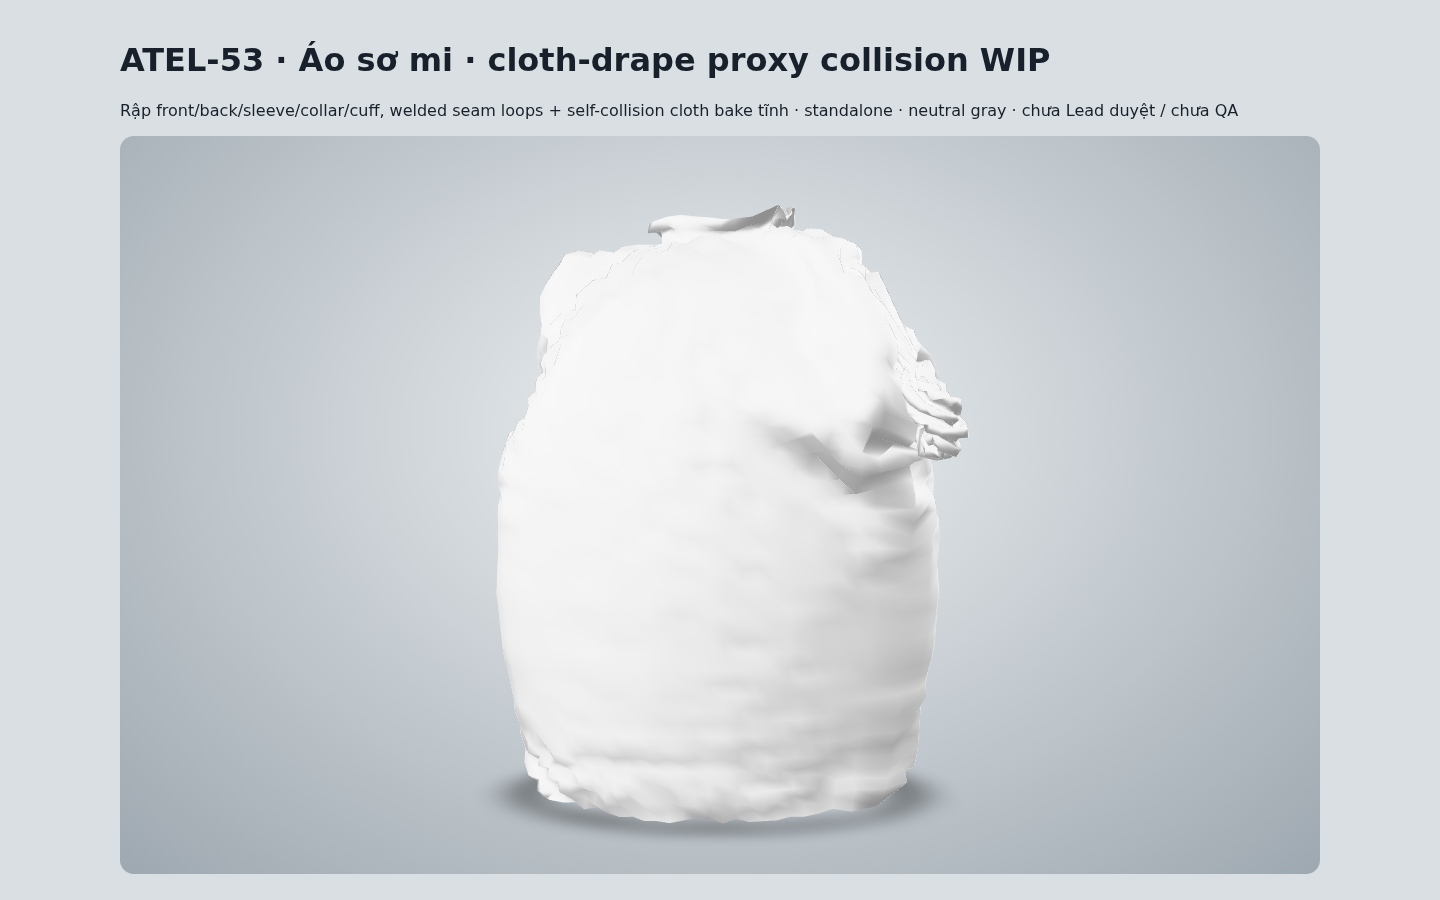 ATEL-53 · Áo sơ mi · cloth-drape proxy collision WIP
Rập front/back/sleeve/collar/cuff, welded seam loops + self-collision cloth bake tĩnh · standalone · neutral gray · chưa Lead duyệt / chưa QA